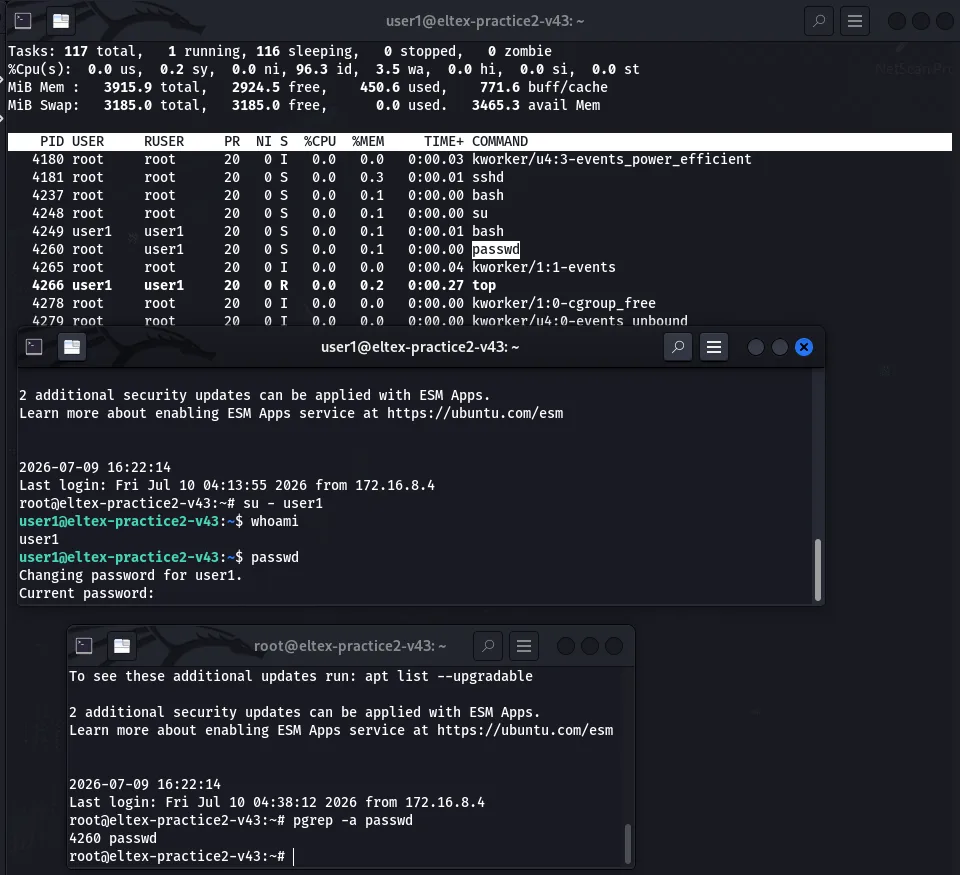 user1@eltex-practice2-v43: ~
Tasks: 117 total,   1 running, 116 sleeping,   0 stopped,   0 zombie
%Cpu(s):  0.0 us,  0.2 sy,  0.0 ni, 96.3 id,  3.5 wa,  0.0 hi,  0.0 si,  0.0 st
MiB Mem :   3915.9 total,   2924.5 free,    450.6 used,    771.6 buff/cache
MiB Swap:   3185.0 total,   3185.0 free,      0.0 used.   3465.3 avail Mem
PID USER     RUSER     PR  NI S  %CPU  %MEM     TIME+ COMMAND
4180 root     root      20   0 I   0.0   0.0   0:00.03 kworker/u4:3-events_power_efficient
4181 root     root      20   0 S   0.0   0.3   0:00.01 sshd
4237 root     root      20   0 S   0.0   0.1   0:00.00 bash
4248 root     root      20   0 S   0.0   0.1   0:00.00 su
4249 user1    user1     20   0 S   0.0   0.1   0:00.01 bash
4260 root     user1     20   0 S   0.0   0.1   0:00.00 passwd
4265 root     root      20   0 I   0.0   0.0   0:00.04 kworker/1:1-events
4266 user1    user1     20   0 R   0.0   0.2   0:00.27 top
4278 root     root      20   0 I   0.0   0.0   0:00.00 kworker/1:0-cgroup_free
4279 root     root      20   0 I   0.0   0.0   0:00.00 kworker/u4:0-events_unbound
user1@eltex-practice2-v43: ~
2 additional security updates can be applied with ESM Apps.
Learn more about enabling ESM Apps service at https://ubuntu.com/esm
2026-07-09 16:22:14
Last login: Fri Jul 10 04:13:55 2026 from 172.16.8.4
root@eltex-practice2-v43:~# su - user1
user1@eltex-practice2-v43:~$ whoami
user1
user1@eltex-practice2-v43:~$ passwd
Changing password for user1.
Current password:
root@eltex-practice2-v43: ~
To see these additional updates run: apt list --upgradable
2 additional security updates can be applied with ESM Apps.
Learn more about enabling ESM Apps service at https://ubuntu.com/esm
2026-07-09 16:22:14
Last login: Fri Jul 10 04:38:12 2026 from 172.16.8.4
root@eltex-practice2-v43:~# pgrep -a passwd
4260 passwd
root@eltex-practice2-v43:~#